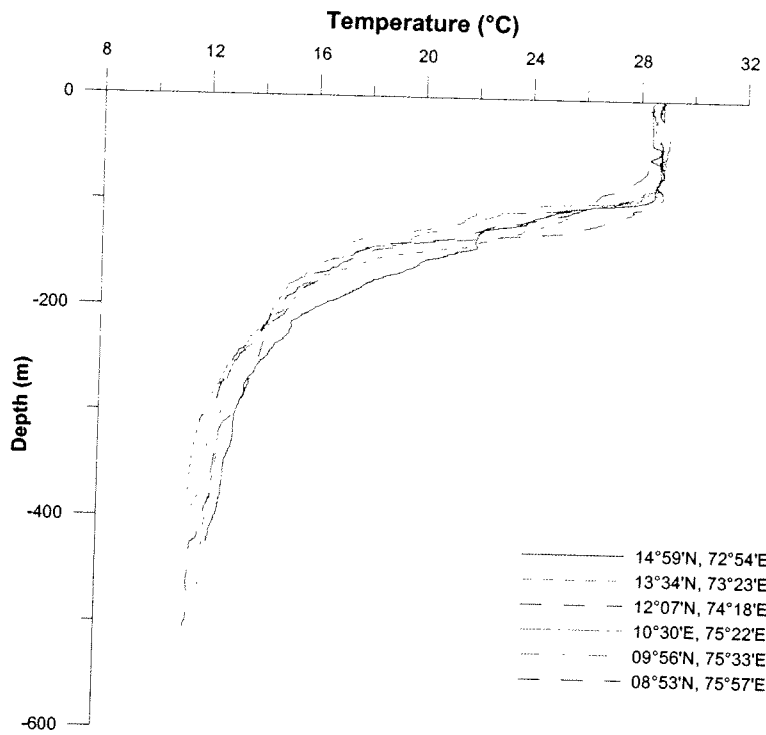 Temperature (°C)
8 12 16 20 24 28 32
0
-200
Depth (m)
-400
-600
14°59'N, 72°54'E
13°34'N, 73°23'E
12°07'N, 74°18'E
10°30'E, 75°22'E
09°56'N, 75°33'E
08°53'N, 75°57'E